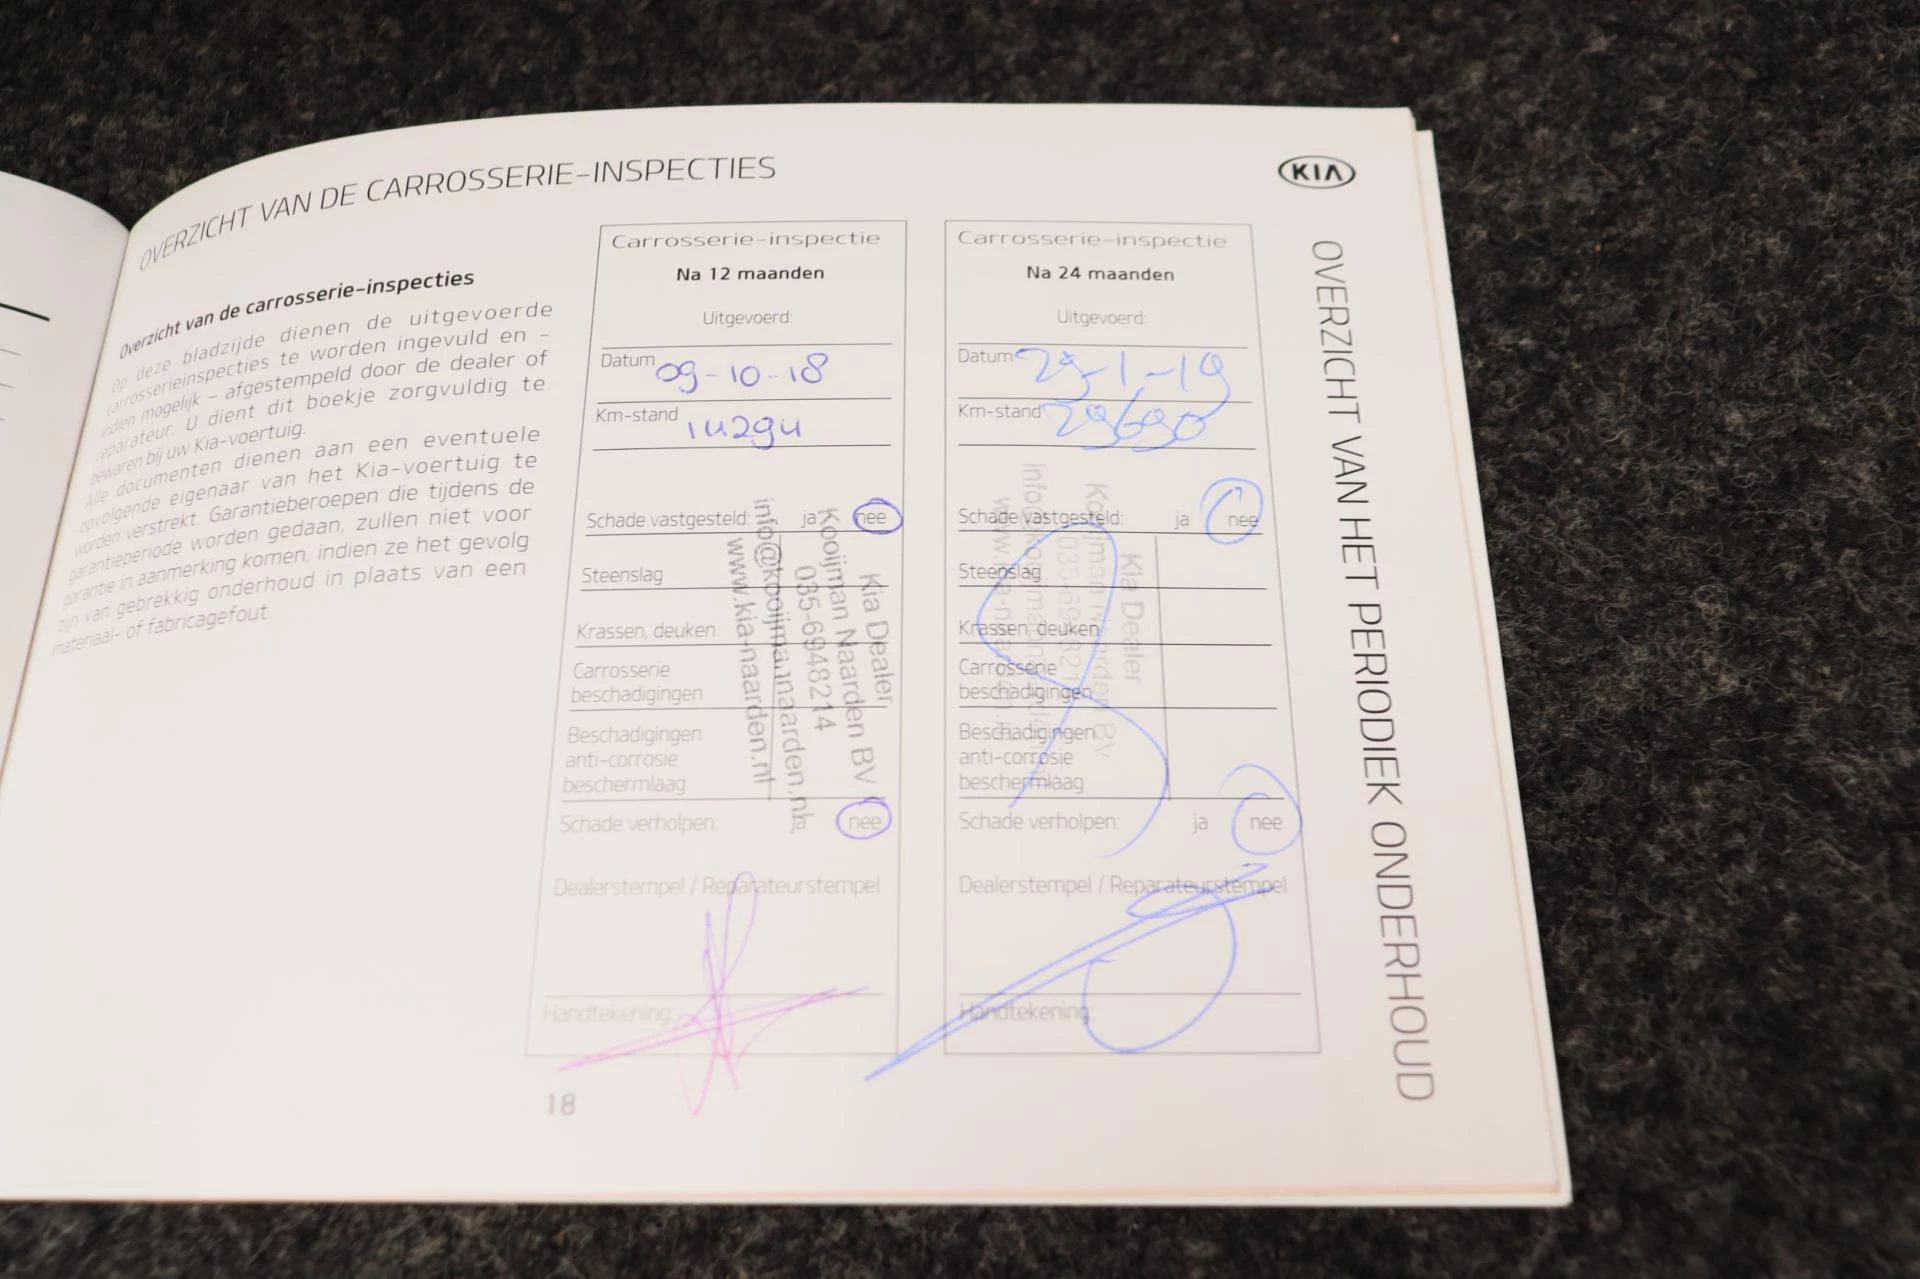 OVERZICHT VAN DE CARROSSERIE-INSPECTIES
KIA
Overzicht van de carrosserie-inspecties
Op deze bladzijde dienen de uitgevoerde
carrosserieinspecties te worden ingevuld en -
indien mogelijk - afgestempeld door de dealer of
reparateur. U dient dit boekje zorgvuldig te
bewaren bij uw Kia-voertuig.
Alle documenten dienen aan een eventuele
opvolgende eigenaar van het Kia-voertuig te
worden verstrekt. Garantieberoepen die tijdens de
garantieperiode worden gedaan, zullen niet voor
garantie in aanmerking komen, indien ze het gevolg
zijn van gebrekkig onderhoud in plaats van een
materiaal- of fabricagefout.
Carrosserie-inspectie
Na 12 maanden
Uitgevoerd:
Datum 09-10-18
Km-stand 14294
Schade vastgesteld: ja nee
Steenslag
Krassen, deuken
Carrosserie
beschadigingen
Beschadigingen
anti-corrosie
beschermlaag
Schade verholpen: ja nee
Dealerstempel / Reparateurstempel
Handtekening:
Kia Dealer
Kooijman Naarden BV
035-6948214
info@kooijmannaarden.nl
www.kia-naarden.nl
Carrosserie-inspectie
Na 24 maanden
Uitgevoerd:
Datum
Km-stand 29690
Schade vastgesteld: ja nee
Steenslag
Krassen, deuken
Carrosserie
beschadigingen
Beschadigingen
anti-corrosie
beschermlaag
Schade verholpen: ja nee
Dealerstempel / Reparateurstempel
Handtekening:
Kia Dealer
Kooijman Naarden BV
OVERZICHT VAN HET PERIODIEK ONDERHOUD
18